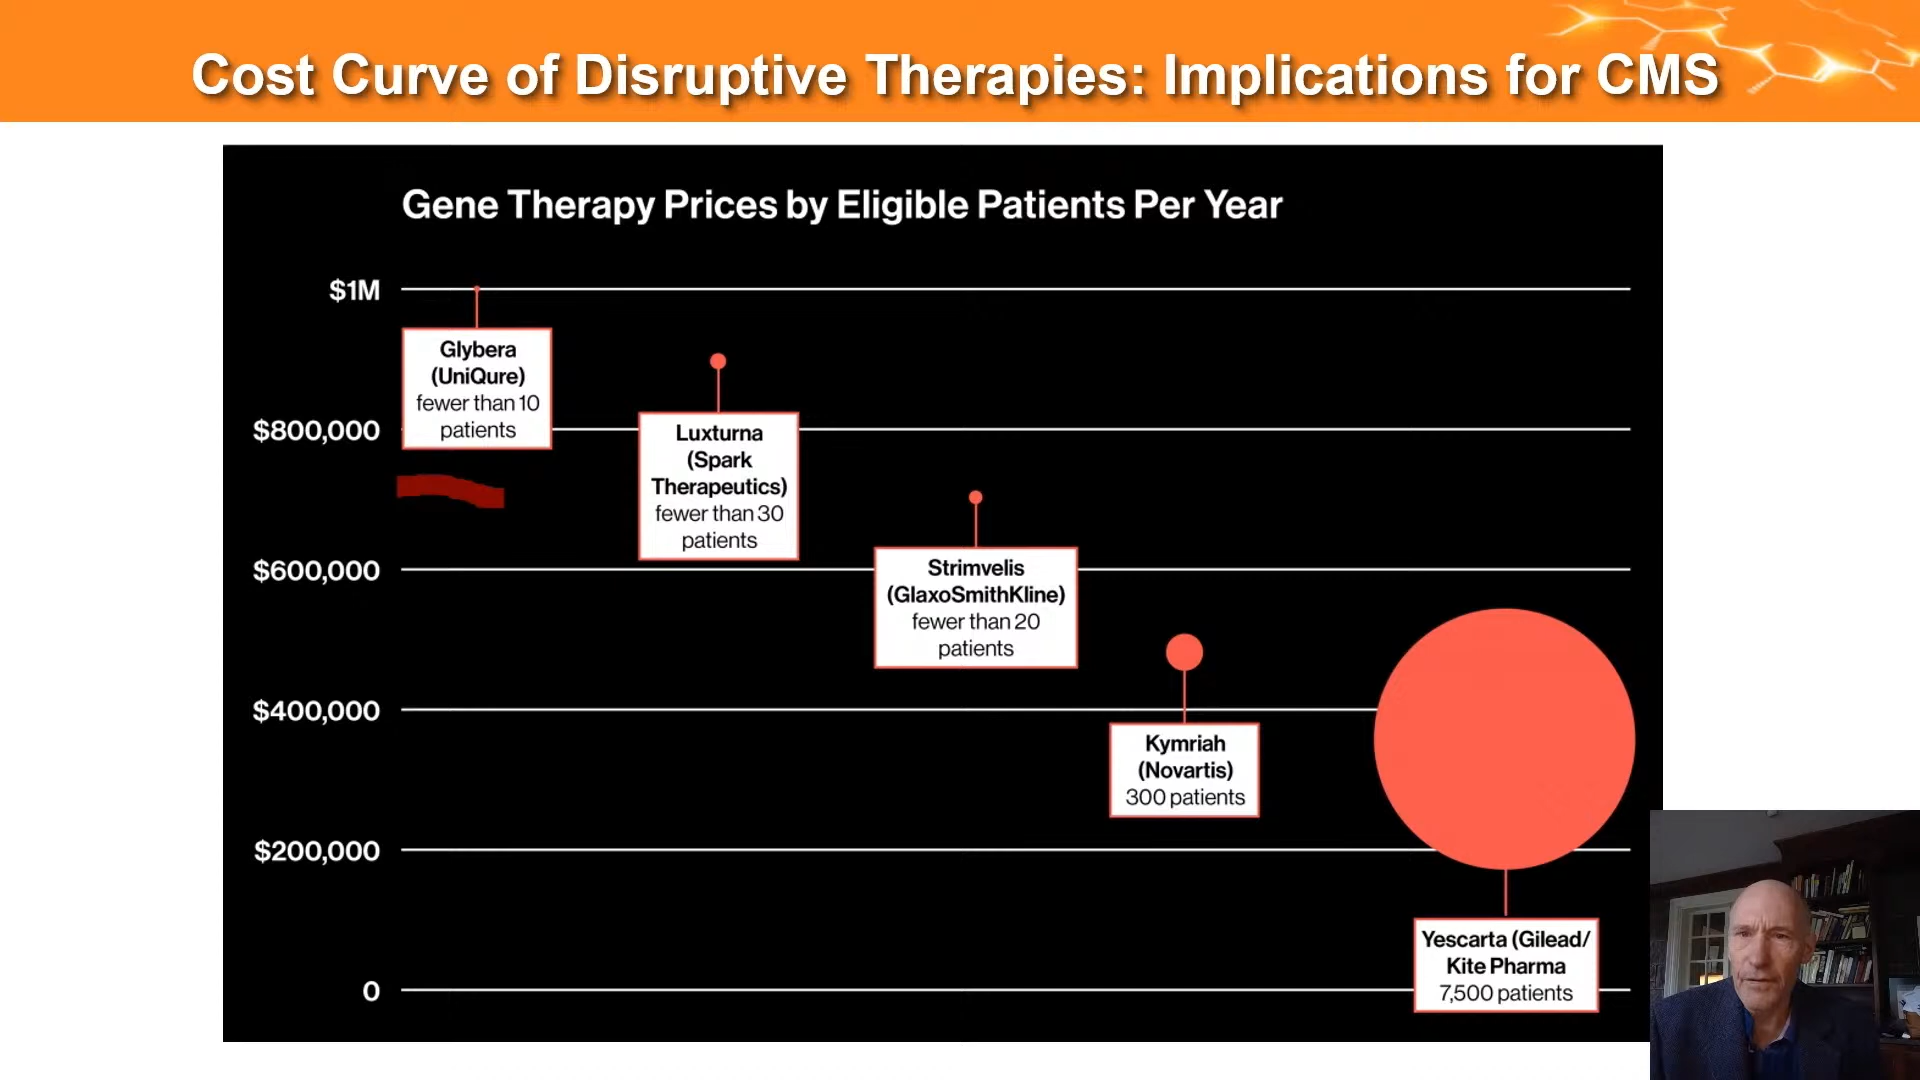 Cost Curve of Disruptive Therapies: Implications for CMS
Gene Therapy Prices by Eligible Patients Per Year
$1M
$800,000
$600,000
$400,000
$200,000
0
Glybera
(UniQure)
fewer than 10
patients
Luxturna
(Spark
Therapeutics)
fewer than 30
patients
Strimvelis
(GlaxoSmithKline)
fewer than 20
patients
Kymriah
(Novartis)
300 patients
Yescarta (Gilead/
Kite Pharma
7,500 patients